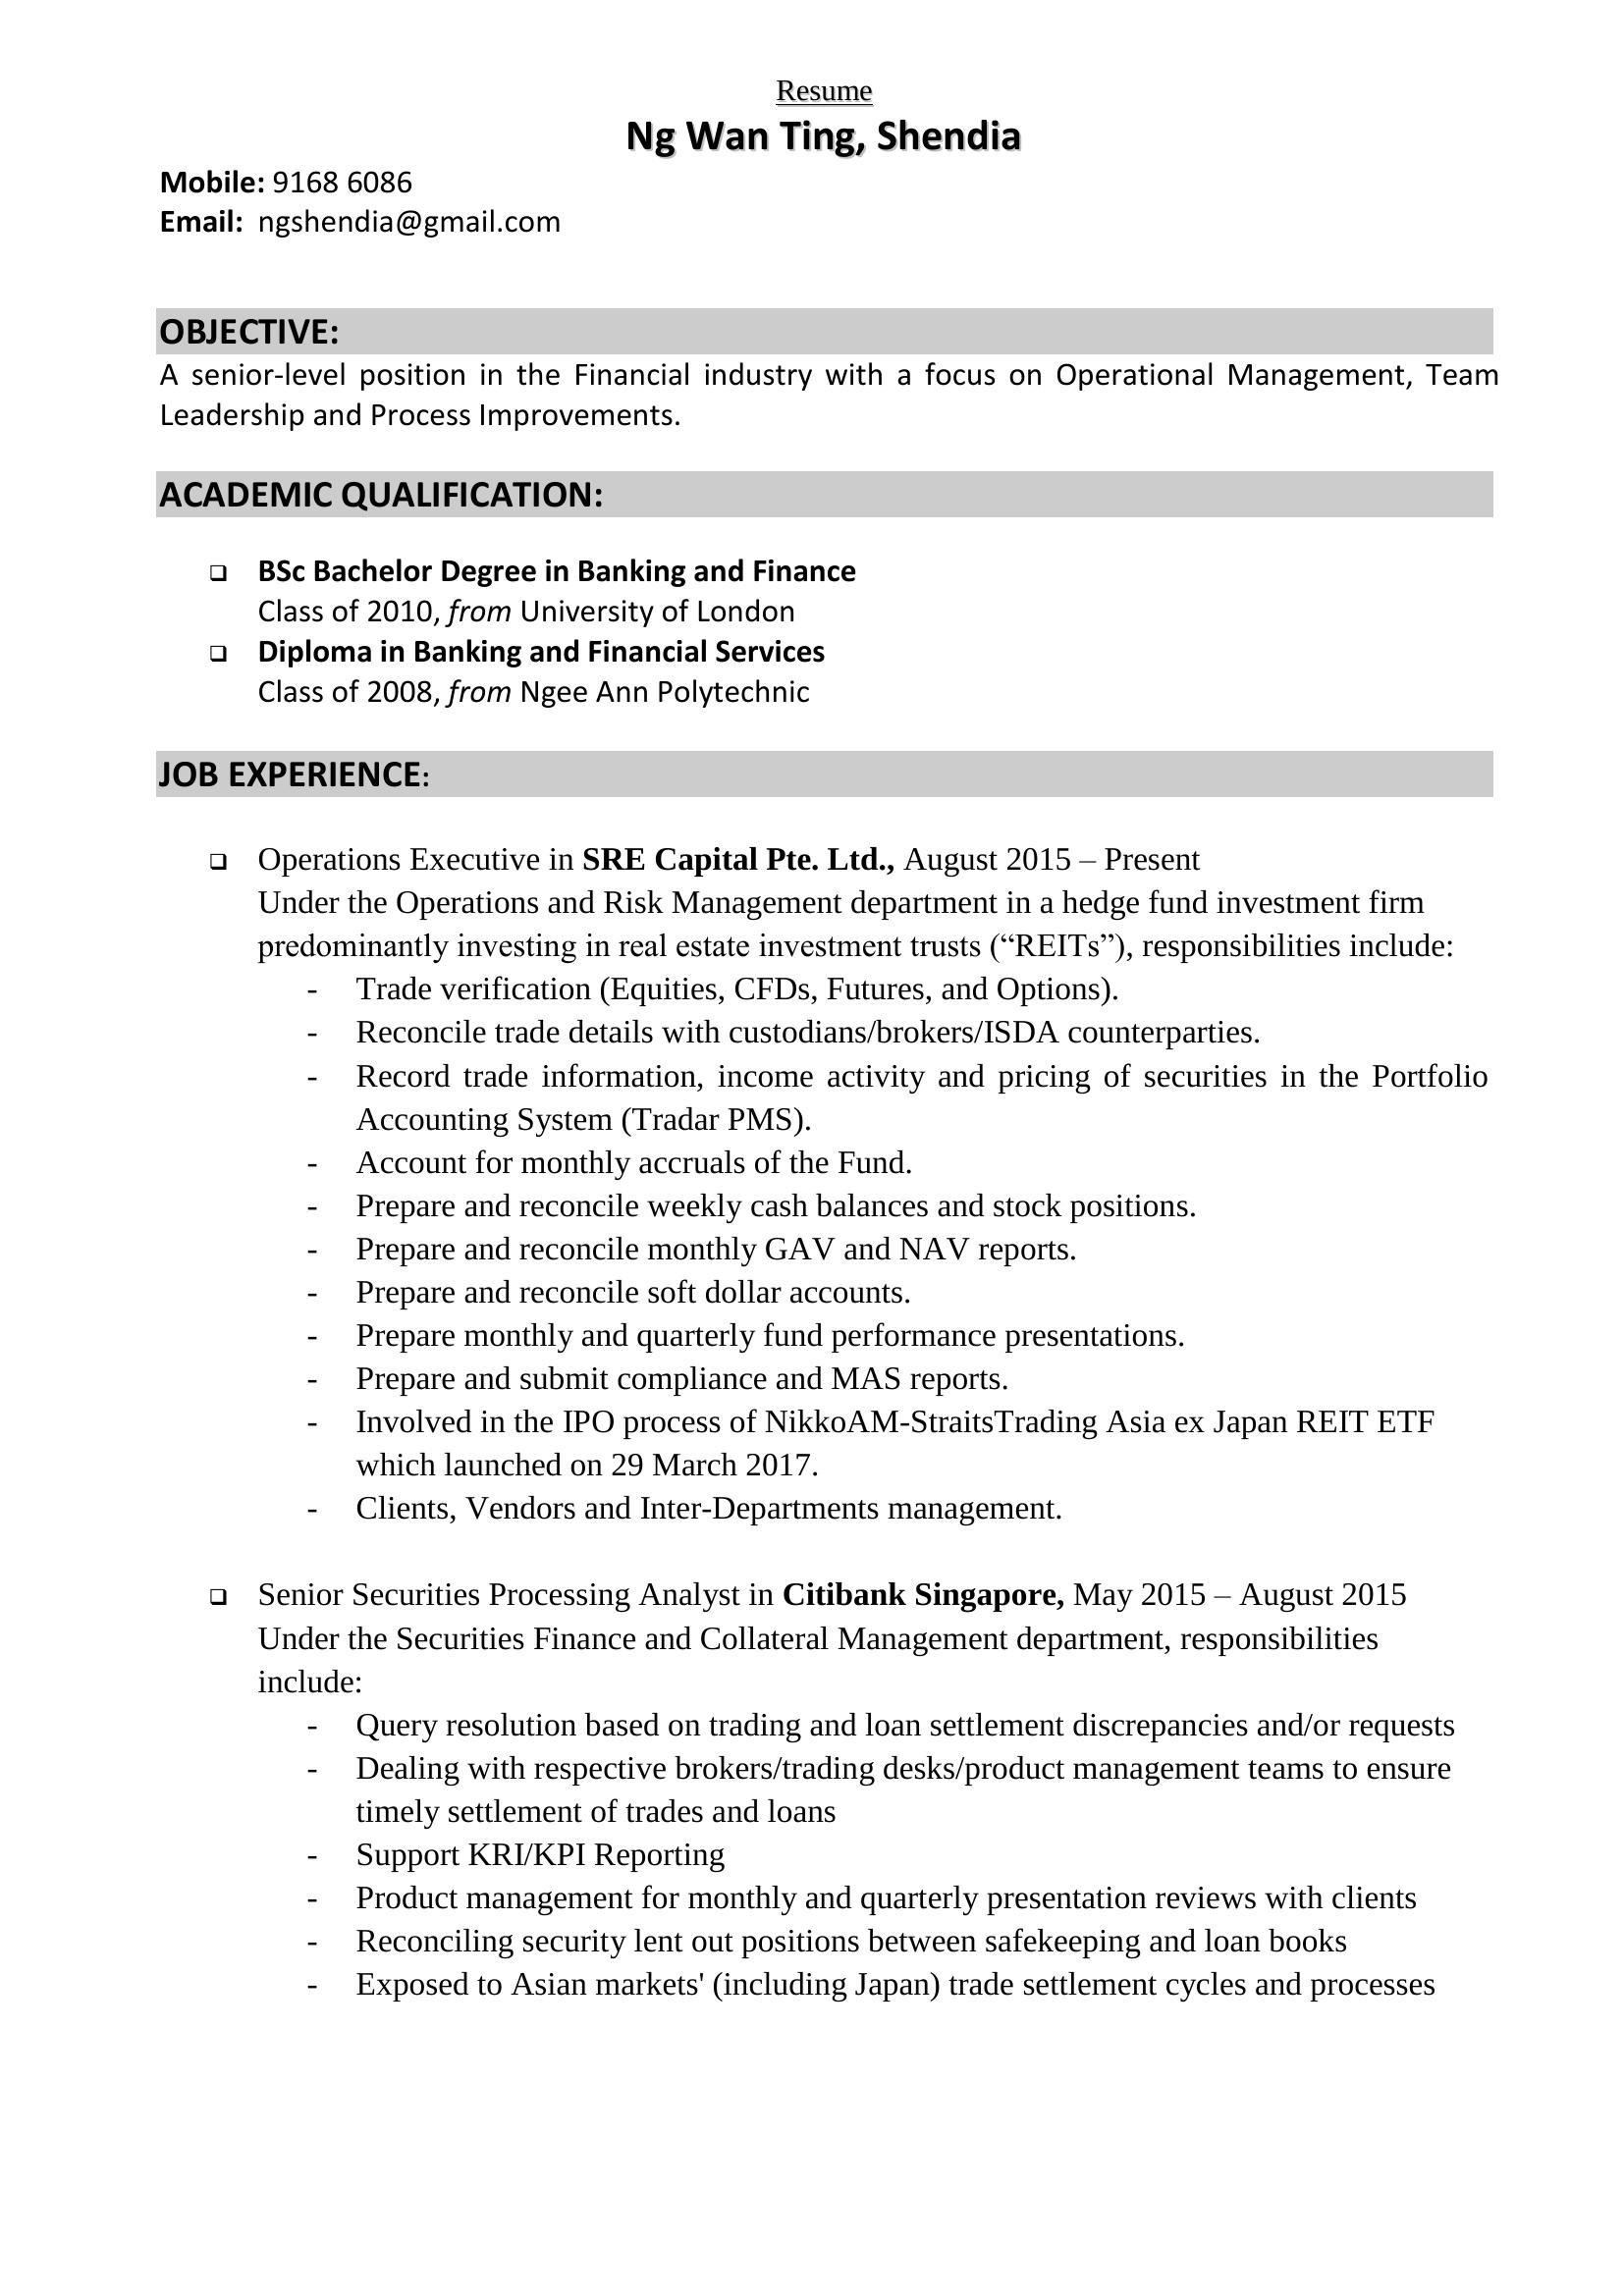 Resume
Ng Wan Ting, Shendia
Mobile: 9168 6086
Email: ngshendia@gmail.com
OBJECTIVE:
A senior-level position in the Financial industry with a focus on Operational Management, Team
Leadership and Process Improvements.
ACADEMIC QUALIFICATION:
❑ BSc Bachelor Degree in Banking and Finance
Class of 2010, from University of London
❑ Diploma in Banking and Financial Services
Class of 2008, from Ngee Ann Polytechnic
JOB EXPERIENCE:
❑ Operations Executive in SRE Capital Pte. Ltd., August 2015 – Present
Under the Operations and Risk Management department in a hedge fund investment firm
predominantly investing in real estate investment trusts (“REITs”), responsibilities include:
- Trade verification (Equities, CFDs, Futures, and Options).
- Reconcile trade details with custodians/brokers/ISDA counterparties.
- Record trade information, income activity and pricing of securities in the Portfolio
Accounting System (Tradar PMS).
- Account for monthly accruals of the Fund.
- Prepare and reconcile weekly cash balances and stock positions.
- Prepare and reconcile monthly GAV and NAV reports.
- Prepare and reconcile soft dollar accounts.
- Prepare monthly and quarterly fund performance presentations.
- Prepare and submit compliance and MAS reports.
- Involved in the IPO process of NikkoAM-StraitsTrading Asia ex Japan REIT ETF
which launched on 29 March 2017.
- Clients, Vendors and Inter-Departments management.
❑ Senior Securities Processing Analyst in Citibank Singapore, May 2015 – August 2015
Under the Securities Finance and Collateral Management department, responsibilities
include:
- Query resolution based on trading and loan settlement discrepancies and/or requests
- Dealing with respective brokers/trading desks/product management teams to ensure
timely settlement of trades and loans
- Support KRI/KPI Reporting
- Product management for monthly and quarterly presentation reviews with clients
- Reconciling security lent out positions between safekeeping and loan books
- Exposed to Asian markets' (including Japan) trade settlement cycles and processes